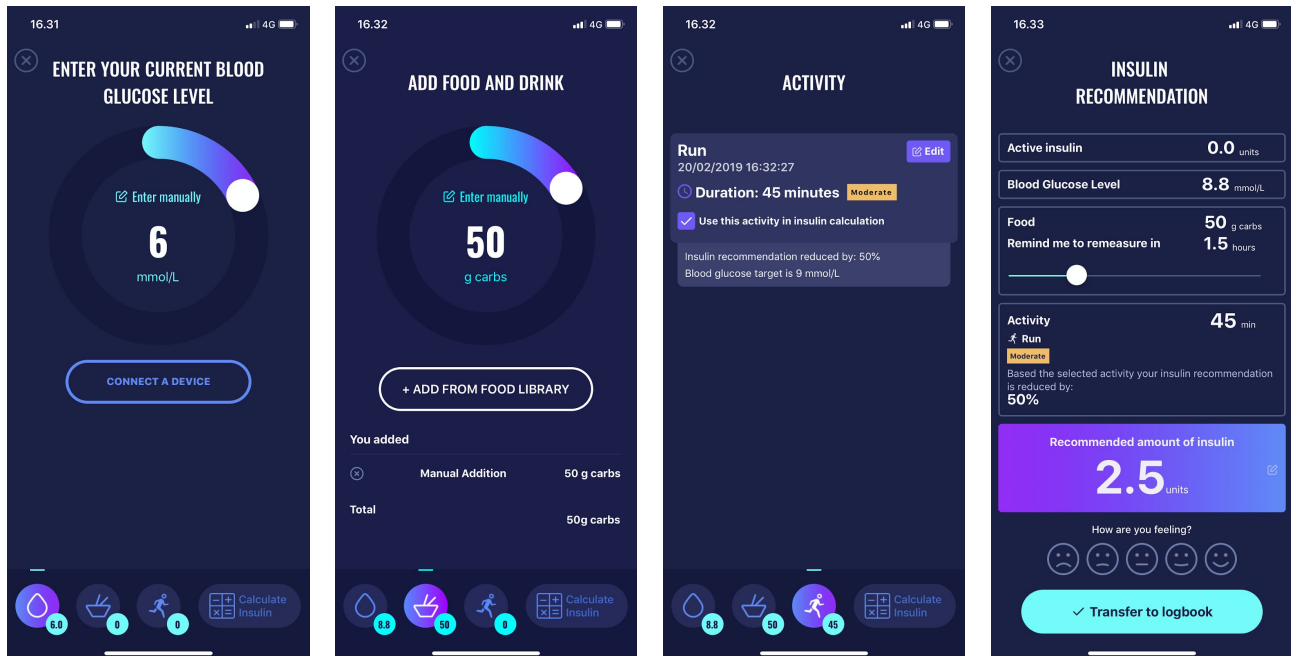 16.31
4G
ENTER YOUR CURRENT BLOOD
GLUCOSE LEVEL
Enter manually
6
mmol/L
CONNECT A DEVICE
6.0
0
0
Calculate
Insulin
16.32
4G
ADD FOOD AND DRINK
Enter manually
50
g carbs
+ ADD FROM FOOD LIBRARY
You added
Manual Addition 50 g carbs
Total
50g carbs
8.8
50
0
Calculate
Insulin
16.32
4G
ACTIVITY
Run
Edit
20/02/2019 16:32:27
Duration: 45 minutes Moderate
Use this activity in insulin calculation
Insulin recommendation reduced by: 50%
Blood glucose target is 9 mmol/L
8.8
50
45
Calculate
Insulin
16.33
4G
INSULIN
RECOMMENDATION
Active insulin 0.0 units
Blood Glucose Level 8.8 mmol/L
Food 50 g carbs
Remind me to remeasure in 1.5 hours
Activity 45 min
Run
Moderate
Based the selected activity your insulin recommendation
is reduced by:
50%
Recommended amount of insulin
2.5 units
How are you feeling?
Transfer to logbook